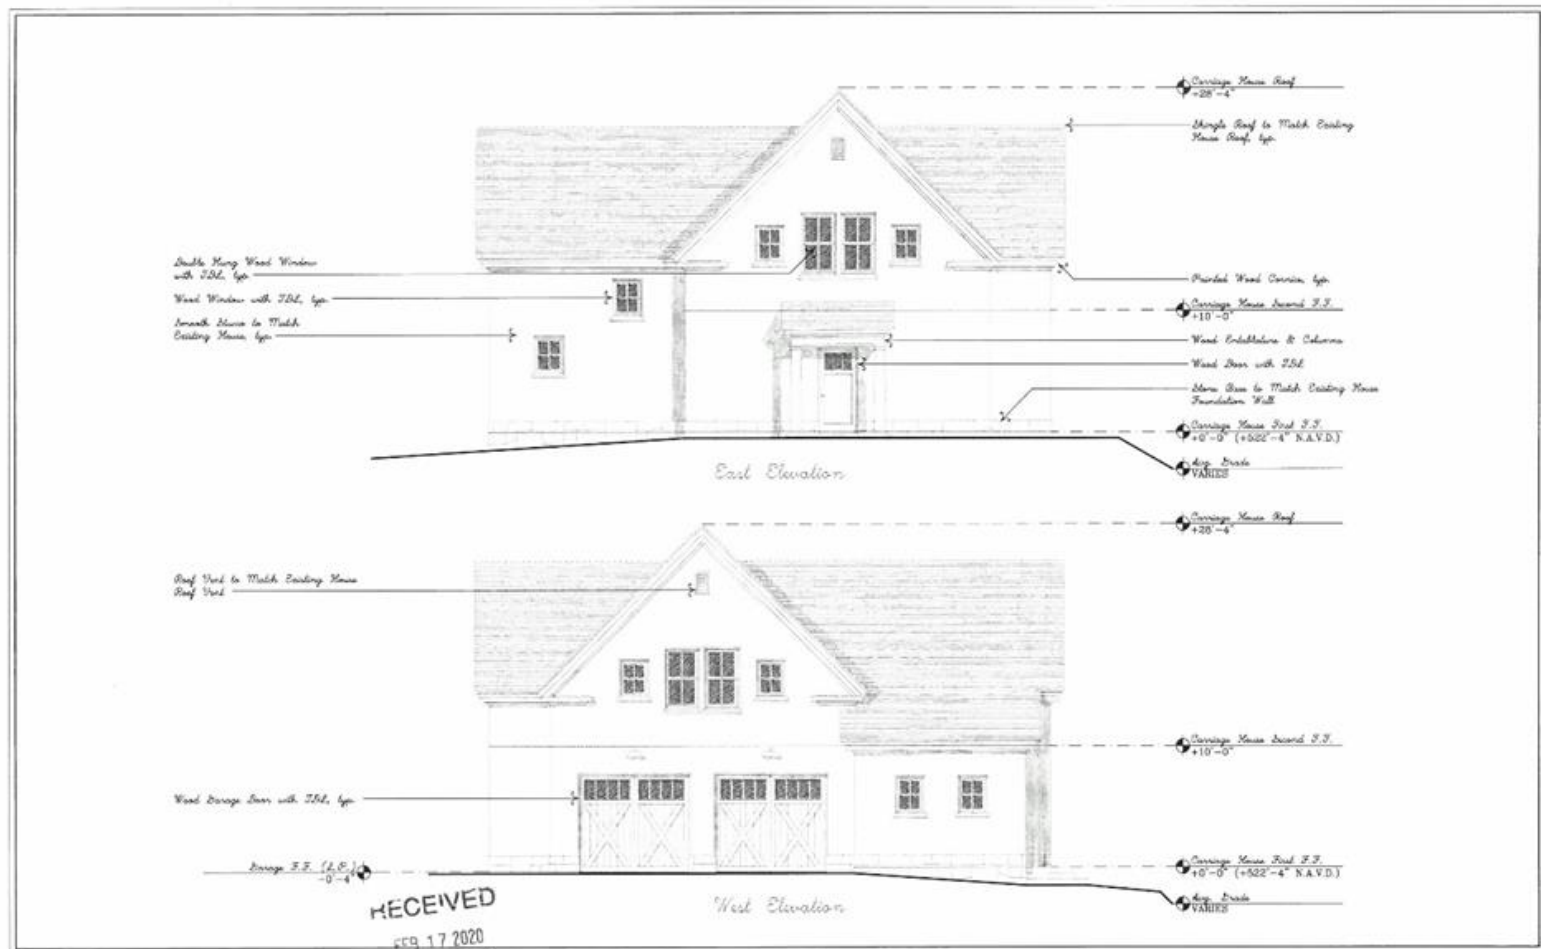 Carriage House Roof
+28'-4"
Shingle Roof to Match Existing
House Roof, typ.
Double Hung Wood Window
with TDL, typ.
Wood Window with TDL, typ.
Smooth Stucco to Match
Existing House, typ.
Painted Wood Cornice, typ.
Carriage House Second F.F.
+10'-0"
Wood Entablature & Columns
Wood Door with TDL
Stone Base to Match Existing House
Foundation Wall
Carriage House First F.F.
+0'-0" (+522'-4" N.A.V.D.)
Avg. Grade
VARIES
East Elevation
Carriage House Roof
+28'-4"
Roof Vent to Match Existing House
Roof Vent
Carriage House Second F.F.
+10'-0"
Wood Garage Door with TDL, typ.
Garage F.F. (L.P.)
-0'-4"
Carriage House First F.F.
+0'-0" (+522'-4" N.A.V.D.)
Avg. Grade
VARIES
West Elevation
RECEIVED
FEB 17 2020